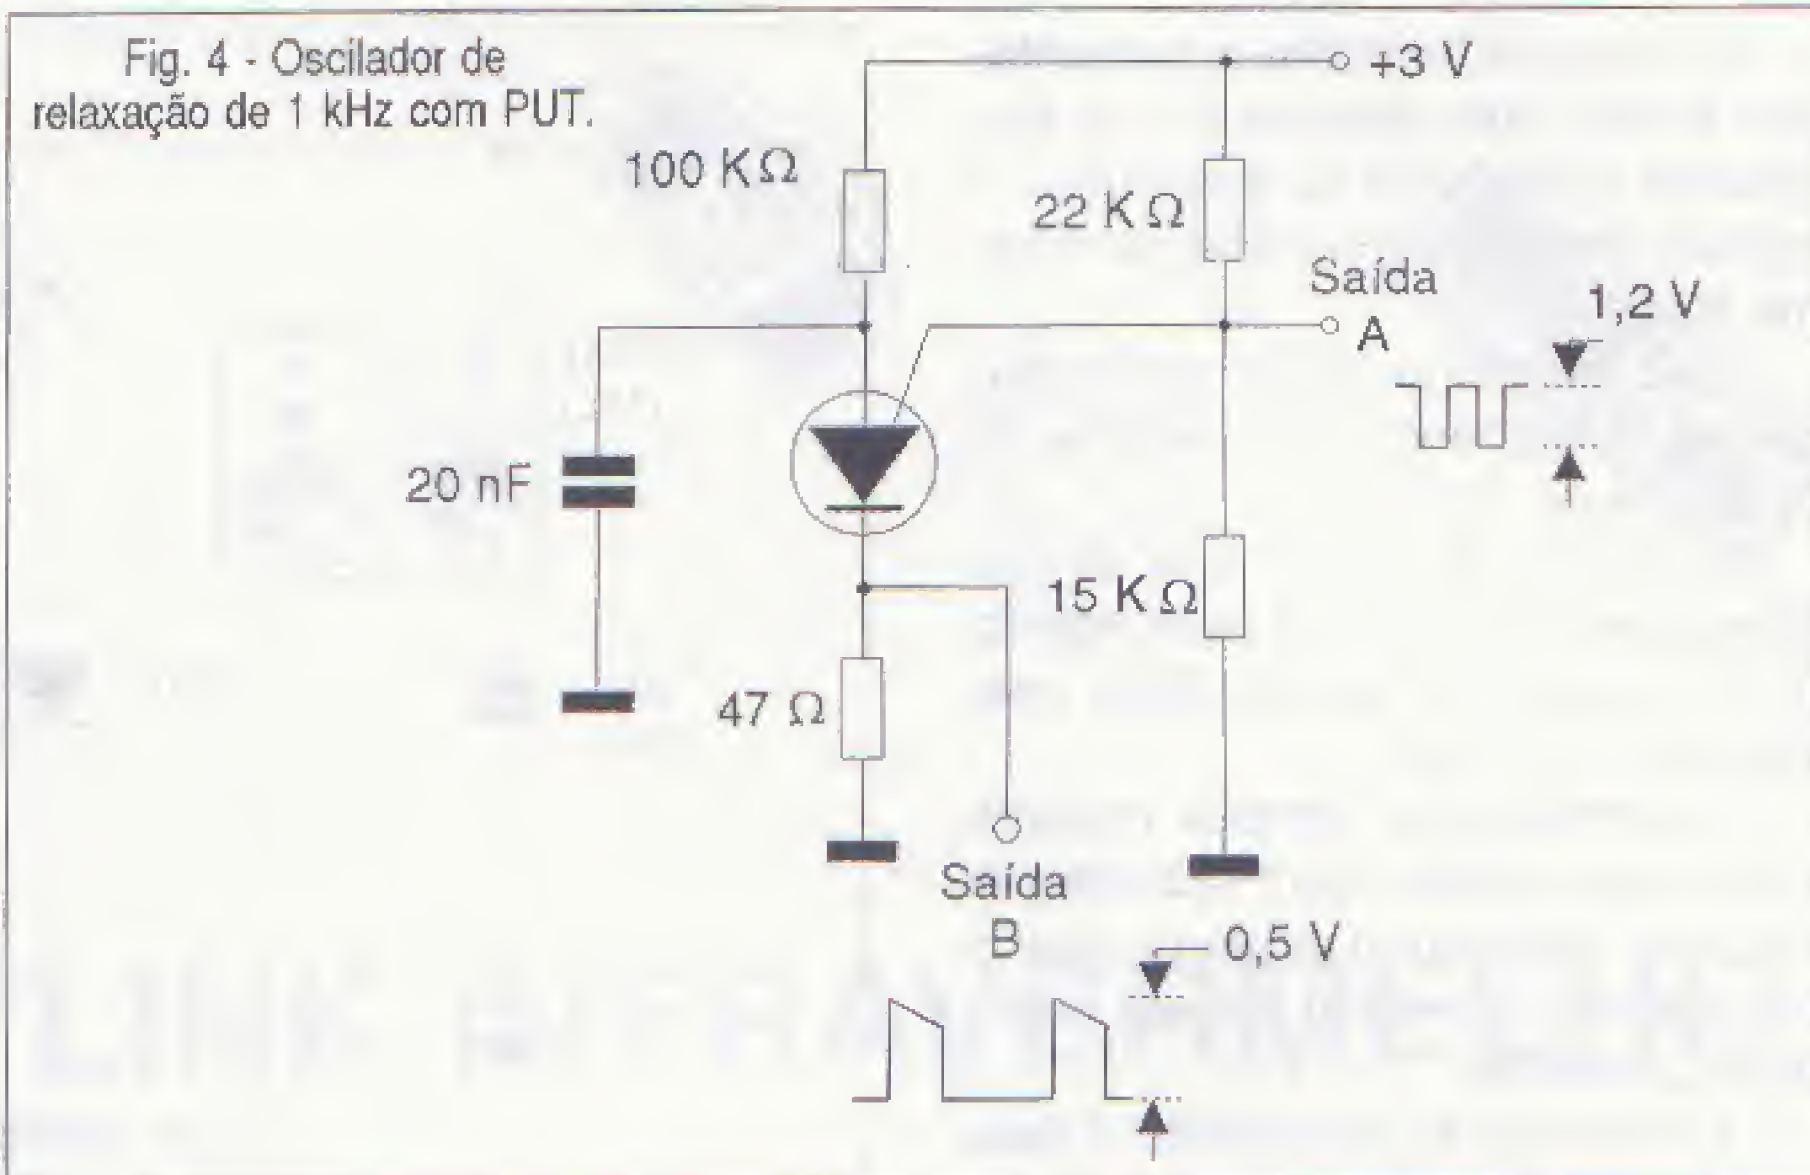 Fig. 4 - Oscilador de
relaxação de 1 kHz com PUT.
+3 V
100 KΩ
22 KΩ
Saída
A
1,2 V
20 nF
15 KΩ
47 Ω
Saída
B
0,5 V